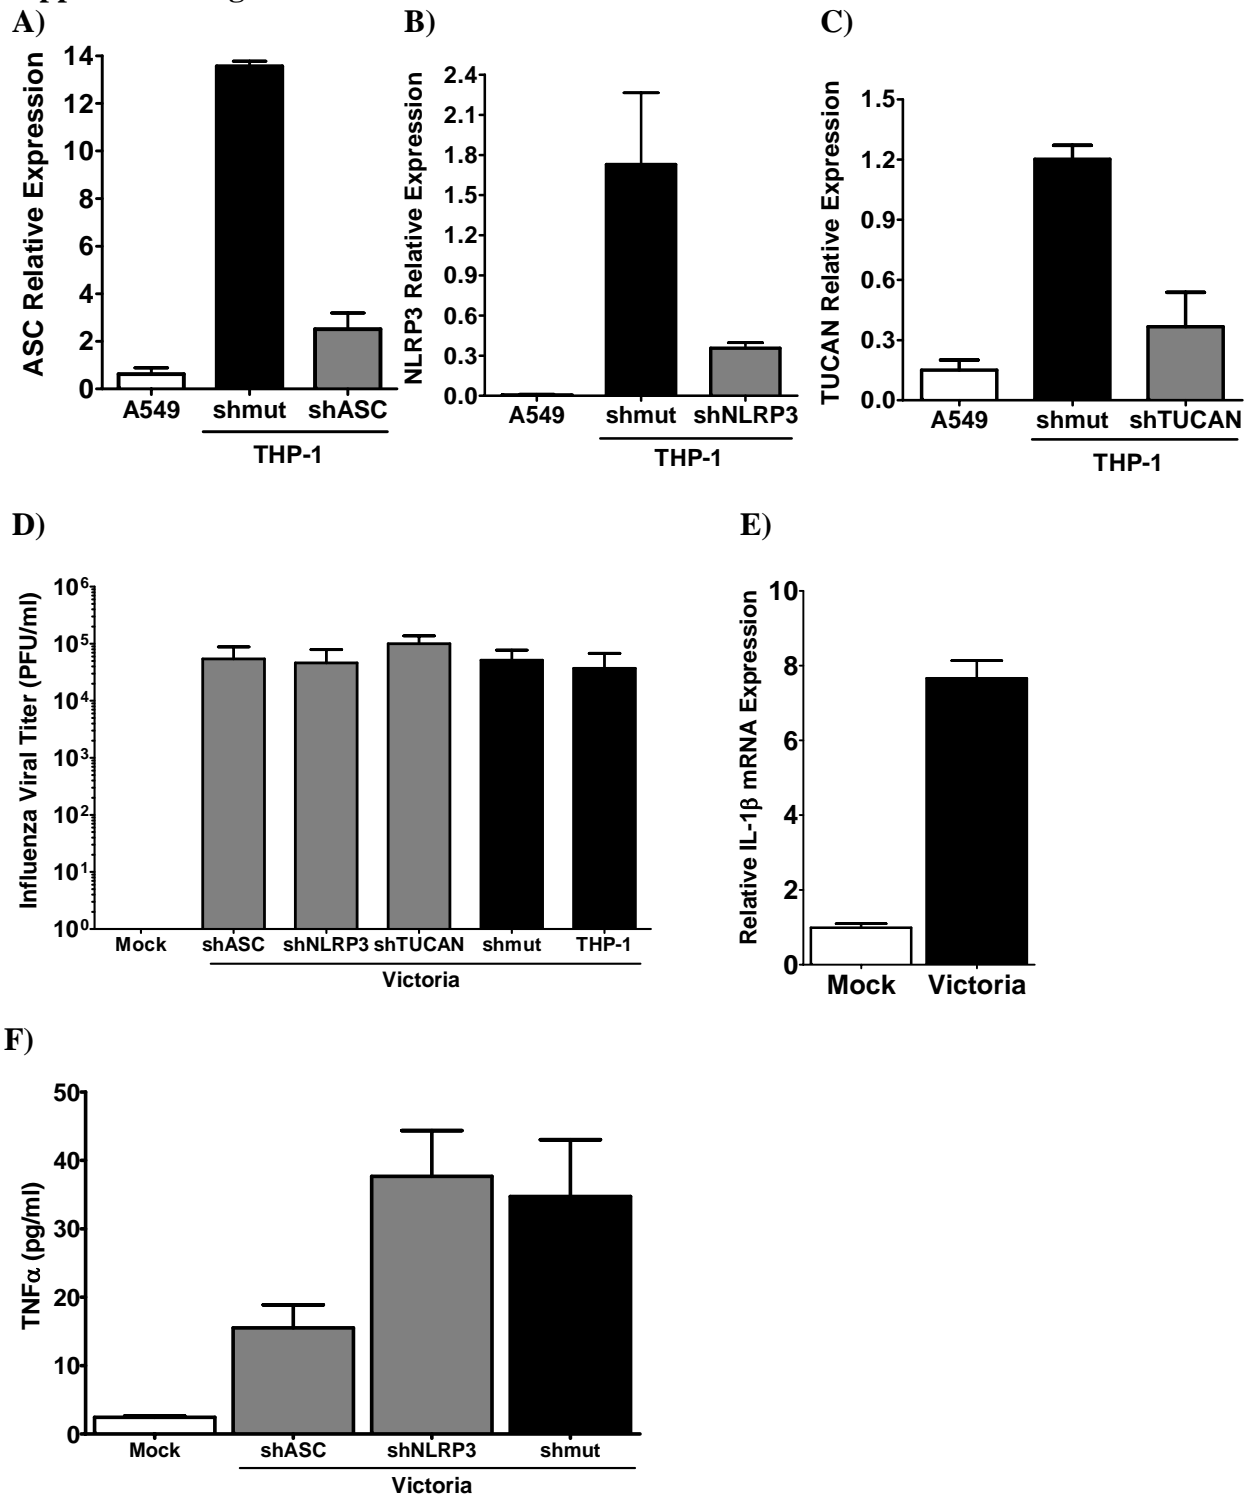 A)
B)
C)
ASC Relative Expression
14
12
10
8
6
4
2
0
A549 shmut shASC
THP-1
NLRP3 Relative Expression
2.4
2.1
1.8
1.5
1.2
0.9
0.6
0.3
0.0
A549 shmut shNLRP3
THP-1
TUCAN Relative Expression
1.5
1.2
0.9
0.6
0.3
0.0
A549 shmut shTUCAN
THP-1
D)
E)
Influenza Viral Titer (PFU/ml)
10⁶
10⁵
10⁴
10³
10²
10¹
10⁰
Mock shASC shNLRP3 shTUCAN shmut THP-1
Victoria
Relative IL-1β mRNA Expression
10
8
6
4
2
0
Mock Victoria
F)
TNFα (pg/ml)
50
40
30
20
10
0
Mock shASC shNLRP3 shmut
Victoria